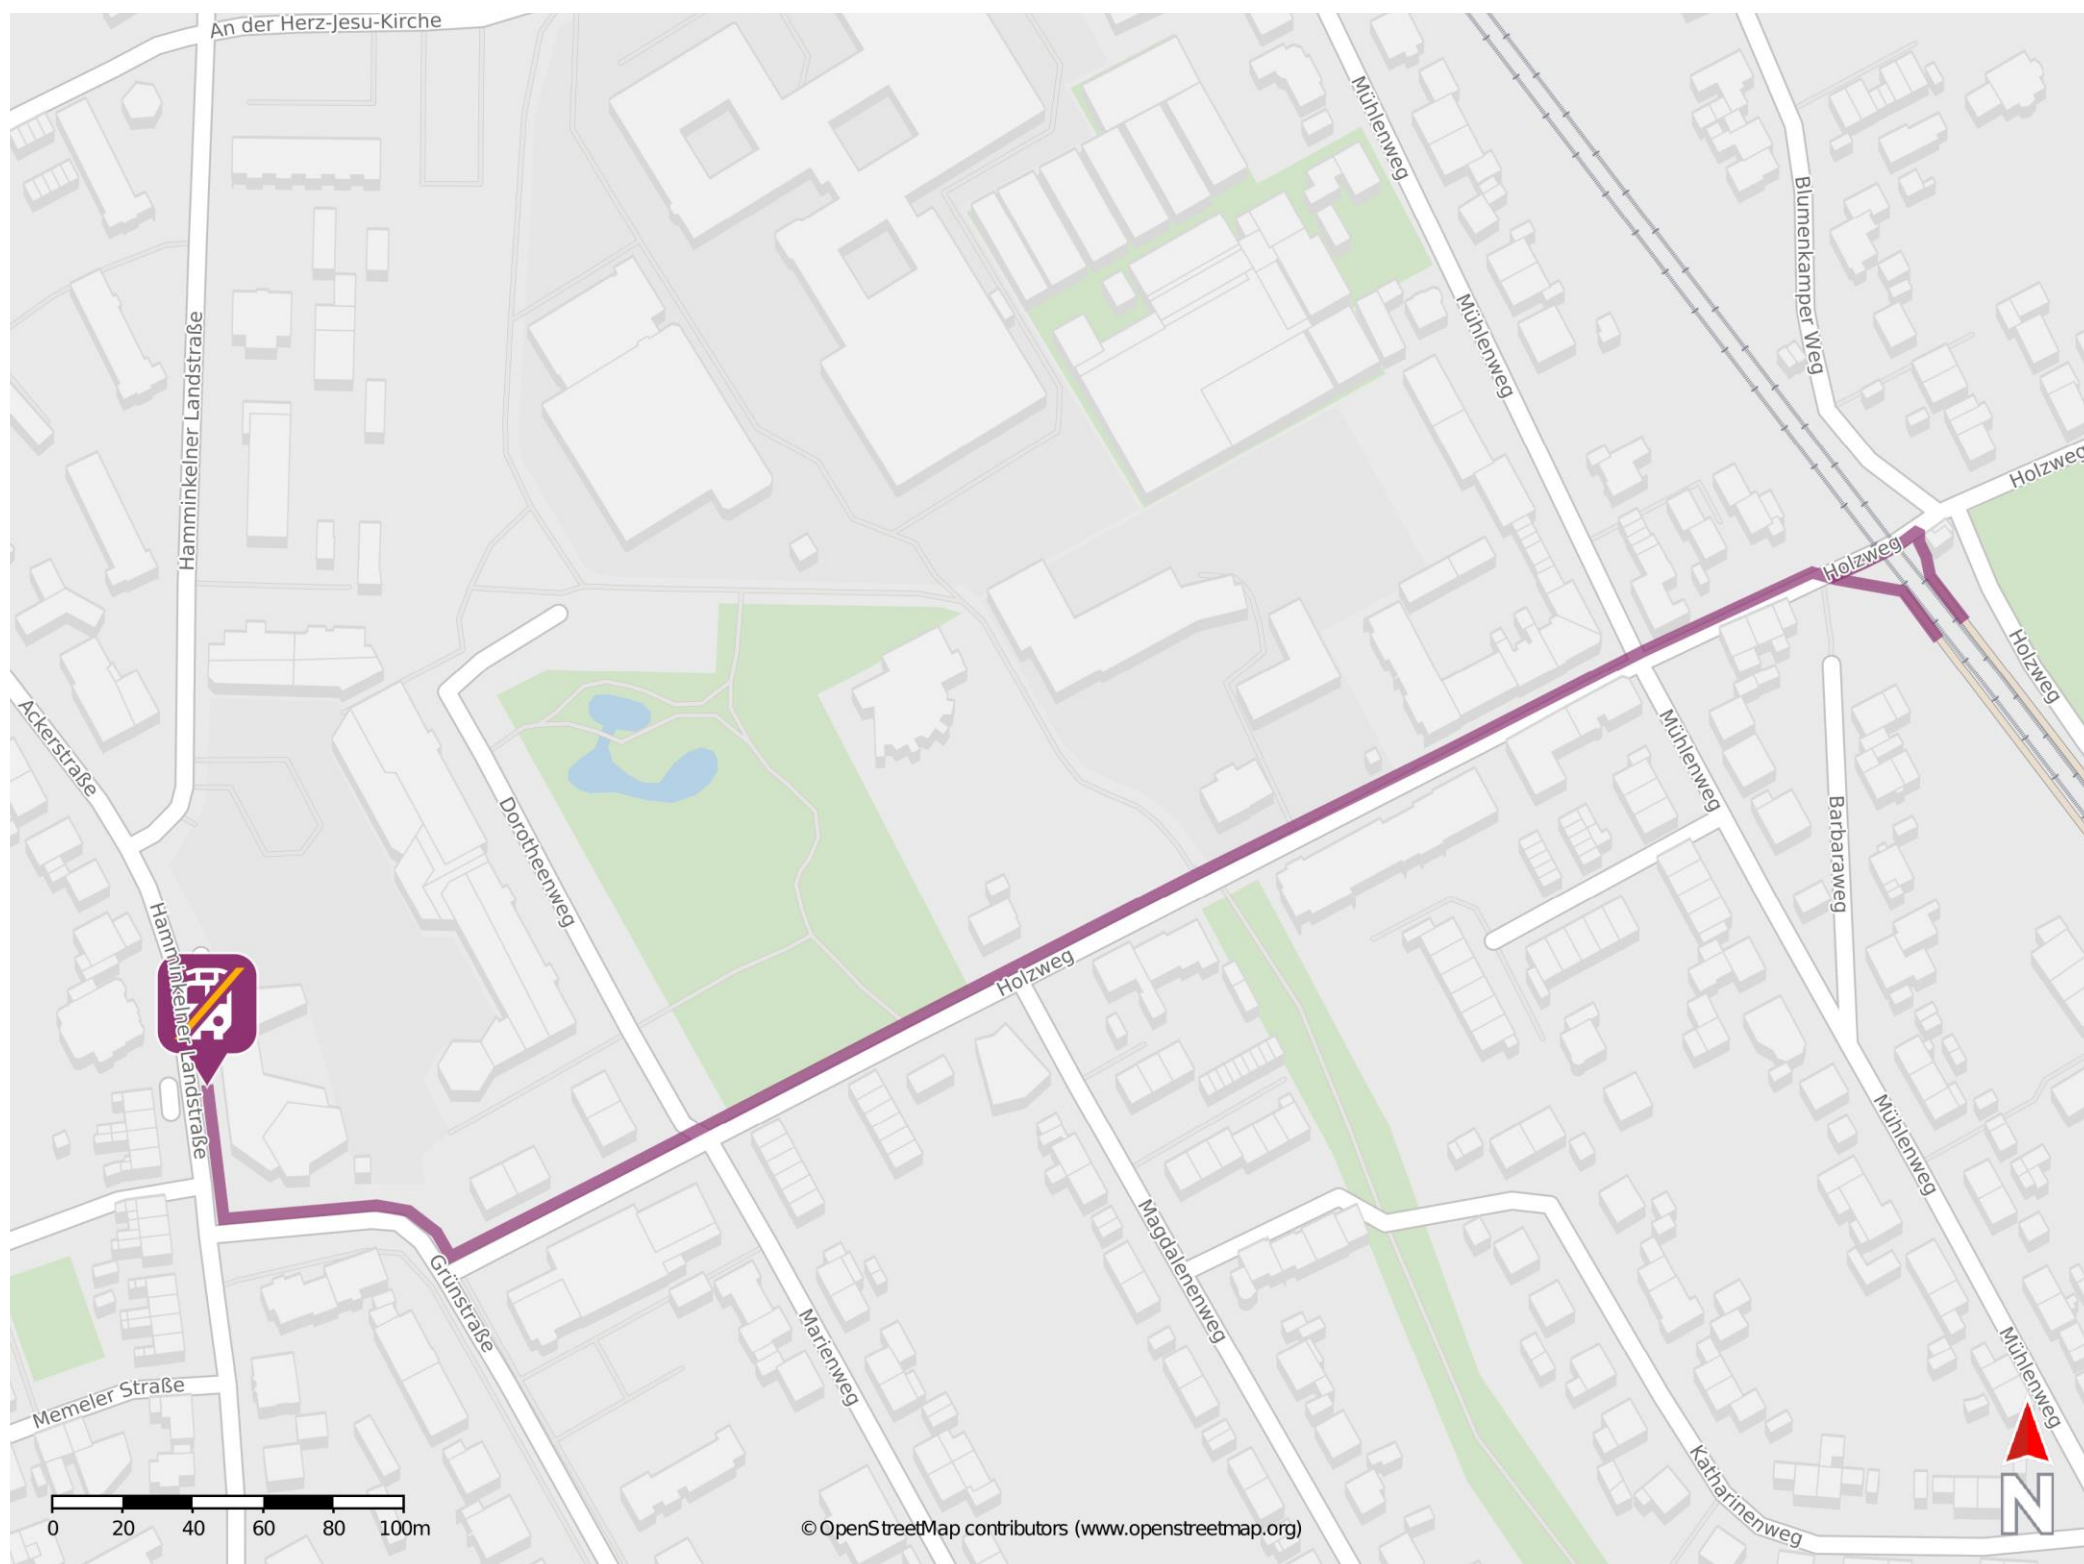 An der Herz-Jesu-Kirche
Mühlenweg
Blumenkamper Weg
Hamminkelner Landstraße
Mühlenweg
Holzweg
Holzweg
Holzweg
Ackerstraße
Mühlenweg
Dorotheenweg
Barbaraweg
Hamminkelner Landstraße
Holzweg
Mühlenweg
Magdalenenweg
Grünstraße
Marienweg
Memeler Straße
Mühlenweg
Katharinenweg
N
0 20 40 60 80 100m
© OpenStreetMap contributors (www.openstreetmap.org)